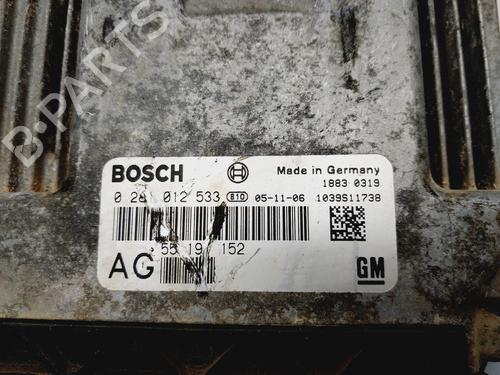 B-PARTS
BOSCH Made in Germany
1883 0319
0 281 012 533 810 05-11-06 1039S11738
55 19 152
AG GM